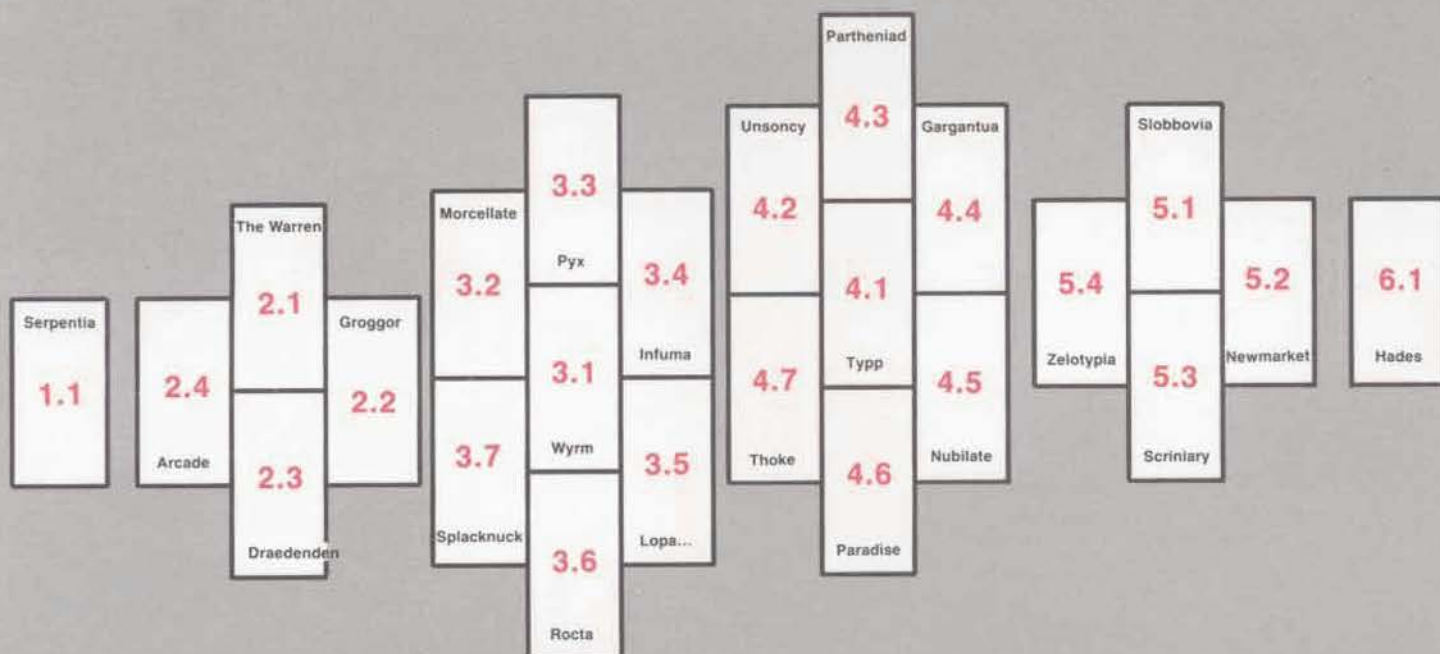 Serpentia
1.1
2.4
Arcade
The Warren
2.1
2.3
Draedenden
Groggor
2.2
Morcellate
3.2
3.7
Splacknuck
3.3
Pyx
3.1
Wyrm
3.6
Rocta
3.4
Infuma
3.5
Lopa...
Unsoncy
4.2
4.7
Thoke
Partheniad
4.3
4.1
Typp
4.6
Paradise
Gargantua
4.4
4.5
Nubilate
5.4
Zelotypia
Slobbovia
5.1
5.3
Scriniary
5.2
Newmarket
6.1
Hades